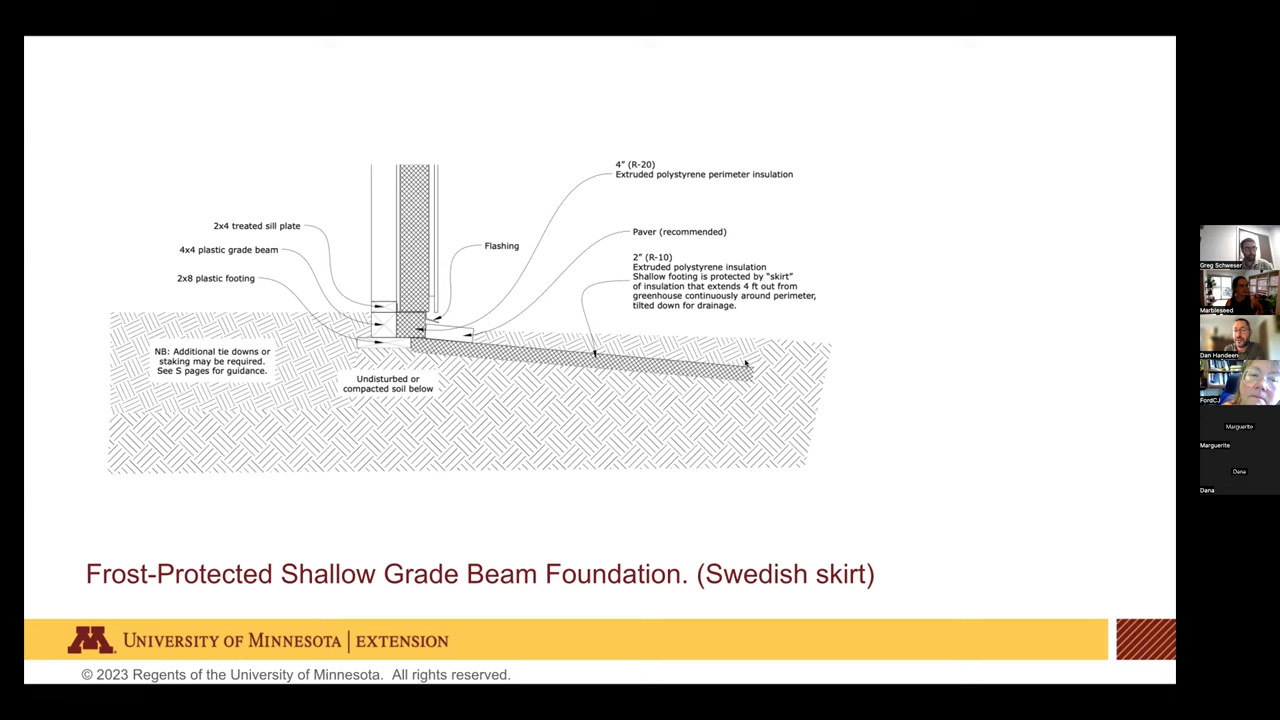 4” (R-20)
Extruded polystyrene perimeter insulation
2x4 treated sill plate
4x4 plastic grade beam
2x8 plastic footing
Flashing
Paver (recommended)
2” (R-10)
Extruded polystyrene insulation
Shallow footing is protected by “skirt”
of insulation that extends 4 ft out from
greenhouse continuously around perimeter,
tilted down for drainage.
NB: Additional tie downs or
staking may be required.
See S pages for guidance.
Undisturbed or
compacted soil below
Frost-Protected Shallow Grade Beam Foundation. (Swedish skirt)
M
UNIVERSITY OF MINNESOTA | EXTENSION
© 2023 Regents of the University of Minnesota. All rights reserved.
Greg Schweser
Marbleseed
Dan Handeen
FordCJ
Marguerite
Marguerite
Dana
Dana